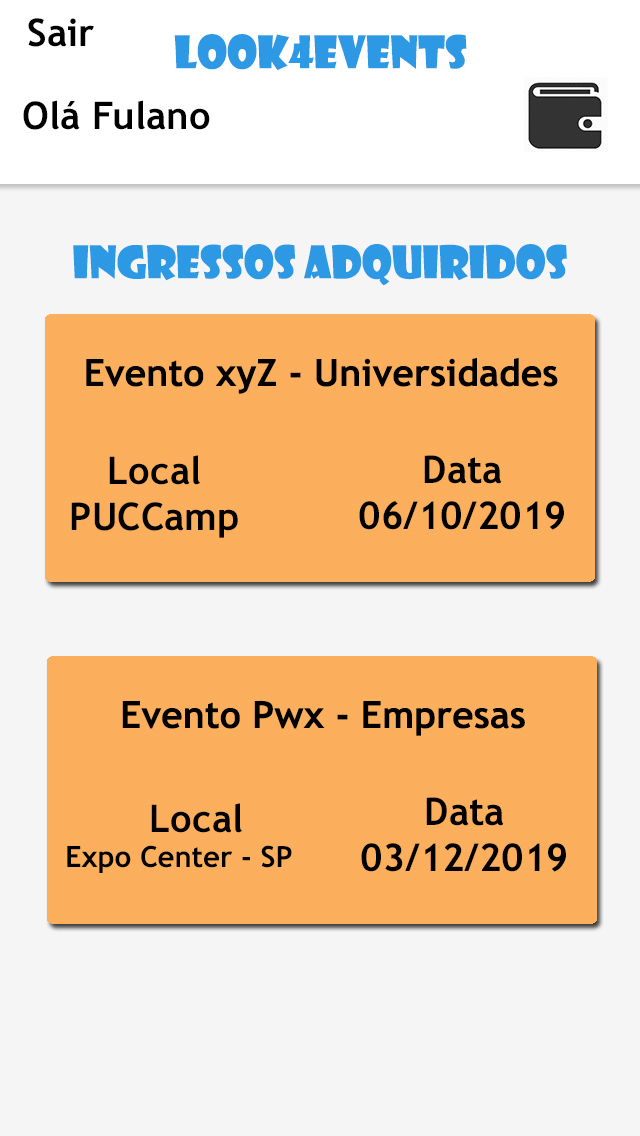 Sair
LOOK4EVENTS
Olá Fulano
INGRESSOS ADQUIRIDOS
Evento xyZ - Universidades
Local
PUCCamp
Data
06/10/2019
Evento Pwx - Empresas
Local
Expo Center - SP
Data
03/12/2019